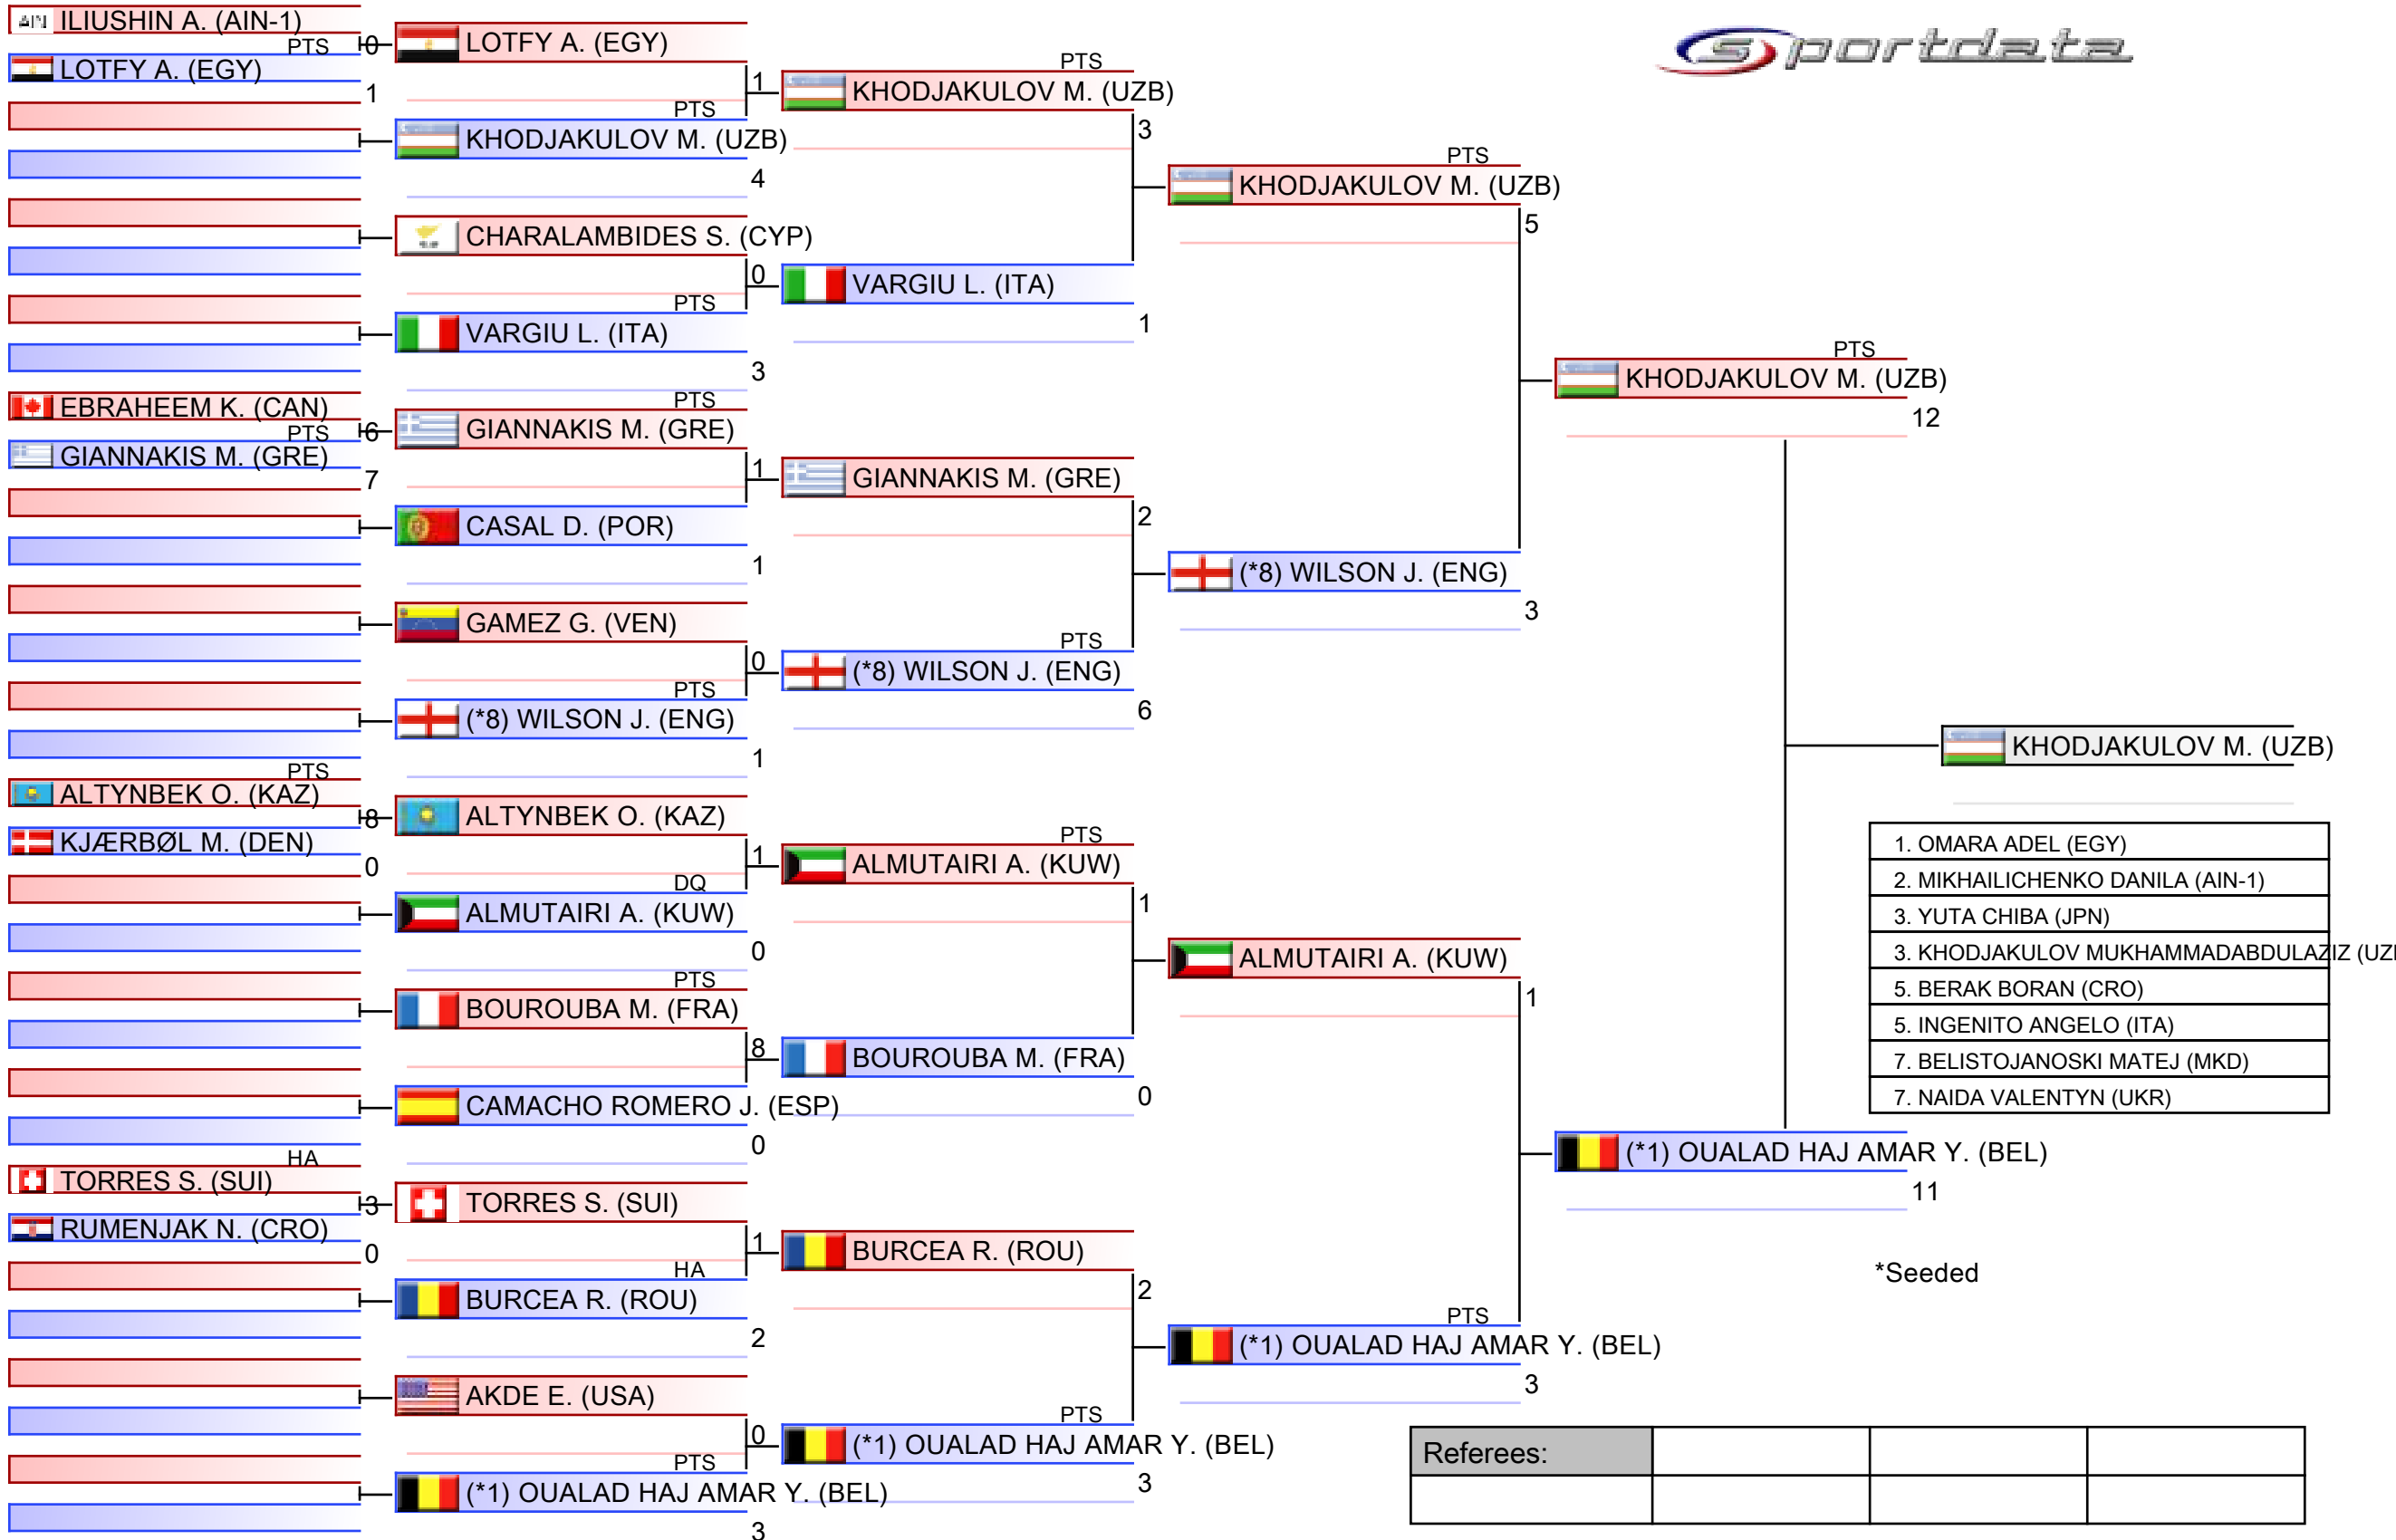 sportdata
AIN ILIUSHIN A. (AIN-1)
0
PTS
LOTFY A. (EGY)
1
EBRAHEEM K. (CAN)
6
PTS
GIANNAKIS M. (GRE)
7
PTS
ALTYNBEK O. (KAZ)
8
KJÆRBØL M. (DEN)
0
HA
TORRES S. (SUI)
3
RUMENJAK N. (CRO)
0
LOTFY A. (EGY)
1
PTS
KHODJAKULOV M. (UZB)
4
CHARALAMBIDES S. (CYP)
0
PTS
VARGIU L. (ITA)
3
PTS
GIANNAKIS M. (GRE)
1
CASAL D. (POR)
1
GAMEZ G. (VEN)
0
PTS
(*8) WILSON J. (ENG)
1
ALTYNBEK O. (KAZ)
1
DQ
ALMUTAIRI A. (KUW)
0
PTS
BOUROUBA M. (FRA)
8
CAMACHO ROMERO J. (ESP)
0
TORRES S. (SUI)
1
HA
BURCEA R. (ROU)
2
AKDE E. (USA)
0
PTS
(*1) OUALAD HAJ AMAR Y. (BEL)
3
PTS
KHODJAKULOV M. (UZB)
3
VARGIU L. (ITA)
1
GIANNAKIS M. (GRE)
2
PTS
(*8) WILSON J. (ENG)
6
PTS
ALMUTAIRI A. (KUW)
1
BOUROUBA M. (FRA)
0
BURCEA R. (ROU)
2
PTS
(*1) OUALAD HAJ AMAR Y. (BEL)
3
PTS
KHODJAKULOV M. (UZB)
5
(*8) WILSON J. (ENG)
3
ALMUTAIRI A. (KUW)
1
PTS
(*1) OUALAD HAJ AMAR Y. (BEL)
3
PTS
KHODJAKULOV M. (UZB)
12
(*1) OUALAD HAJ AMAR Y. (BEL)
11
KHODJAKULOV M. (UZB)
1. OMARA ADEL (EGY)
2. MIKHAILICHENKO DANILA (AIN-1)
3. YUTA CHIBA (JPN)
3. KHODJAKULOV MUKHAMMADABDULAZIZ (UZ
5. BERAK BORAN (CRO)
5. INGENITO ANGELO (ITA)
7. BELISTOJANOSKI MATEJ (MKD)
7. NAIDA VALENTYN (UKR)
*Seeded
Referees: